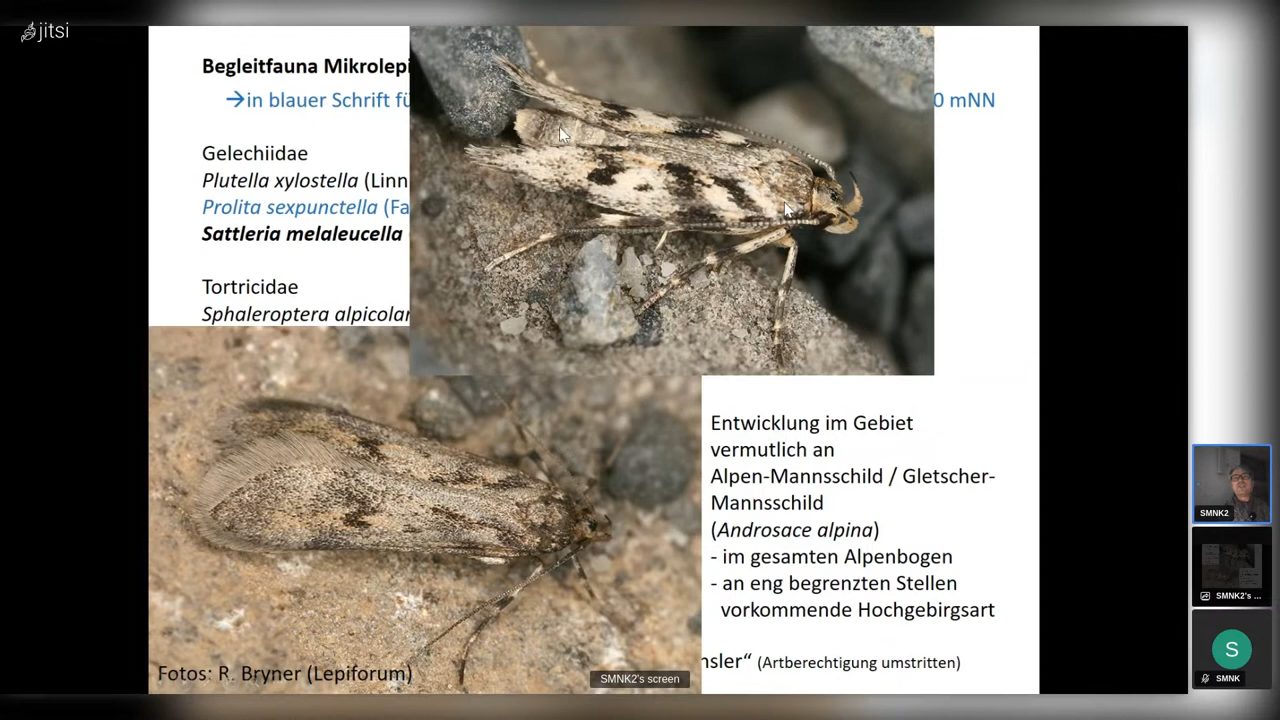 jitsi
Begleitfauna Mikrolepi
→in blauer Schrift fü
0 mNN
Gelechiidae
Plutella xylostella (Linn
Prolita sexpunctella (Fa
Sattleria melaleucella
Tortricidae
Sphaleroptera alpicolar
Entwicklung im Gebiet
vermutlich an
Alpen-Mannsschild / Gletscher-
Mannsschild
(Androsace alpina)
- im gesamten Alpenbogen
- an eng begrenzten Stellen
vorkommende Hochgebirgsart
nsler“ (Artberechtigung umstritten)
Fotos: R. Bryner (Lepiforum)
SMNK2's screen
SMNK2
SMNK2's ...
S
SMNK